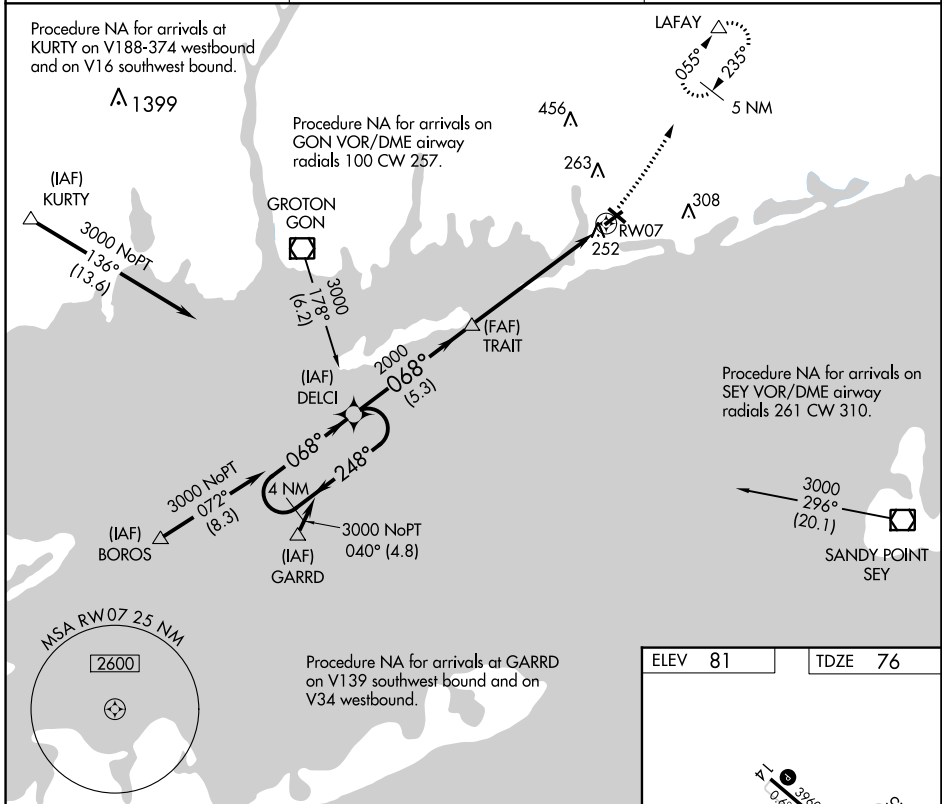 Procedure NA for arrivals at
KURTY on V188-374 westbound
and on V16 southwest bound.
1399
LAFAY
055°
235°
5 NM
456
Procedure NA for arrivals on
GON VOR/DME airway
radials 100 CW 257.
263
(IAF)
KURTY
3000 NoPT
136°
(13.6)
GROTON
GON
308
RW07
252
3000
178°
(6.2)
(FAF)
TRAIT
2000
068°
(5.3)
(IAF)
DELCI
Procedure NA for arrivals on
SEY VOR/DME airway
radials 261 CW 310.
068°
248°
3000 NoPT
072°
(8.3)
4 NM
3000
296°
(20.1)
(IAF)
BOROS
3000 NoPT
040° (4.8)
(IAF)
GARRD
SANDY POINT
SEY
MSA RW07 25 NM
2600
Procedure NA for arrivals at GARRD
on V139 southwest bound and on
V34 westbound.
ELEV 81
TDZE 76
14
P